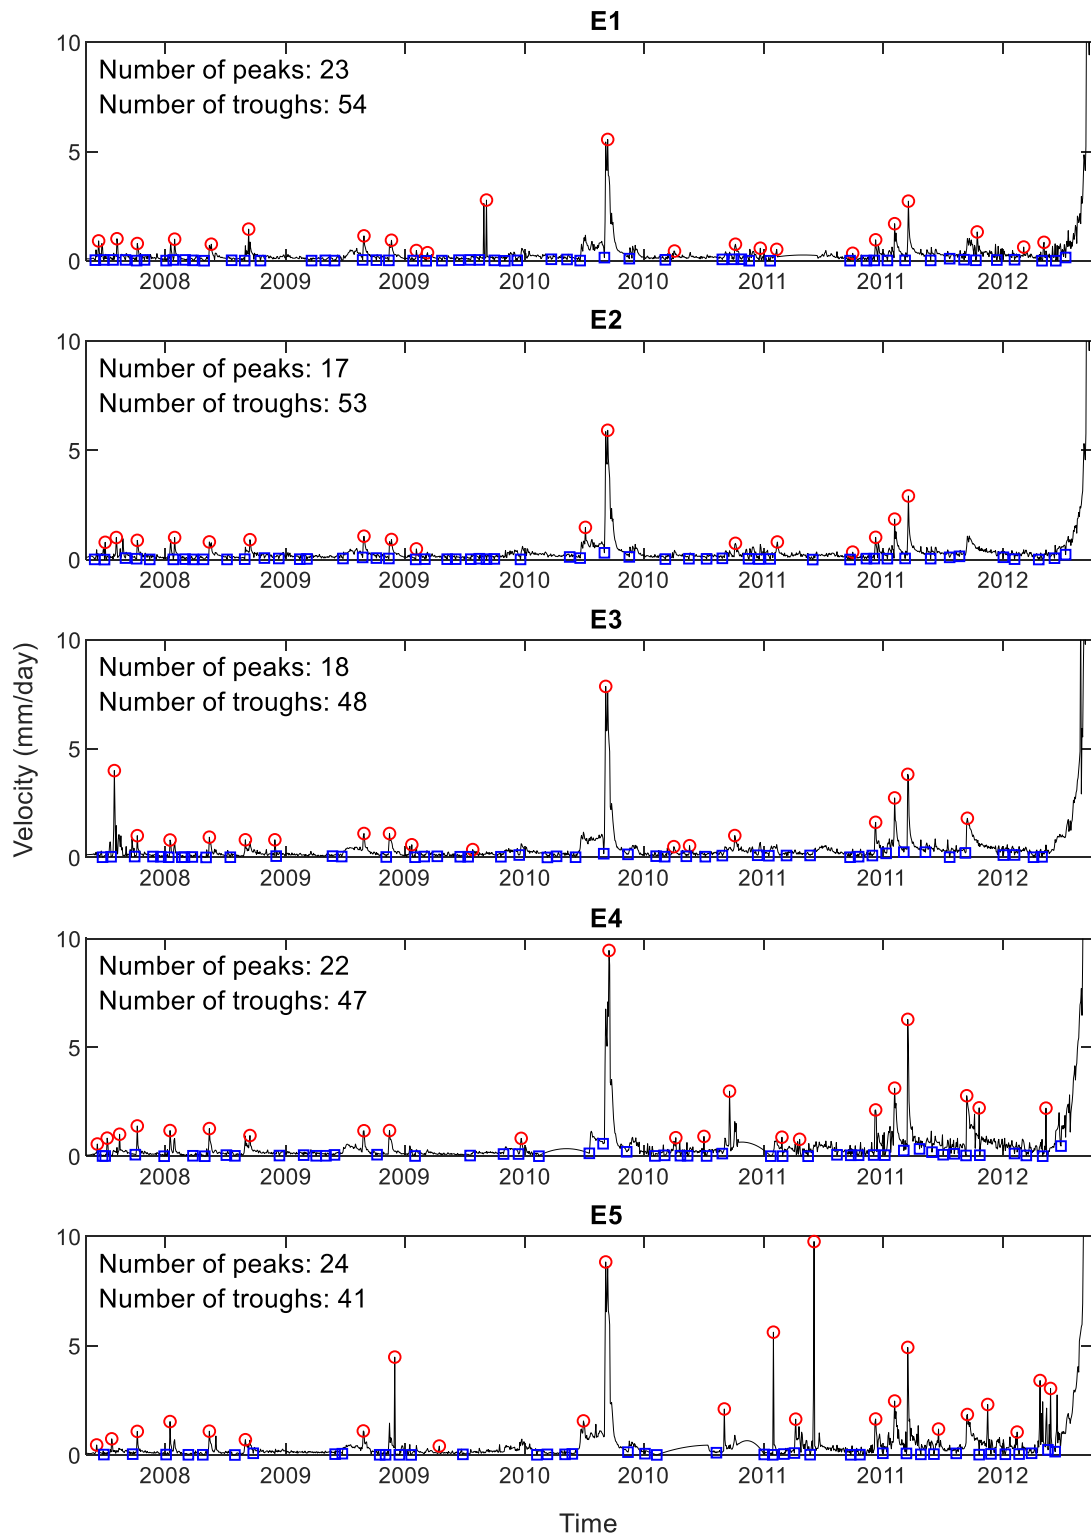 E1
10
Number of peaks: 23
Number of troughs: 54
5
0
2008 2009 2009 2010 2010 2011 2011 2012
E2
10
Number of peaks: 17
Number of troughs: 53
5
0
2008 2009 2009 2010 2010 2011 2011 2012
E3
10
Number of peaks: 18
Number of troughs: 48
5
0
2008 2009 2009 2010 2010 2011 2011 2012
Velocity (mm/day)
E4
10
Number of peaks: 22
Number of troughs: 47
5
0
2008 2009 2009 2010 2010 2011 2011 2012
E5
10
Number of peaks: 24
Number of troughs: 41
5
0
2008 2009 2009 2010 2010 2011 2011 2012
Time